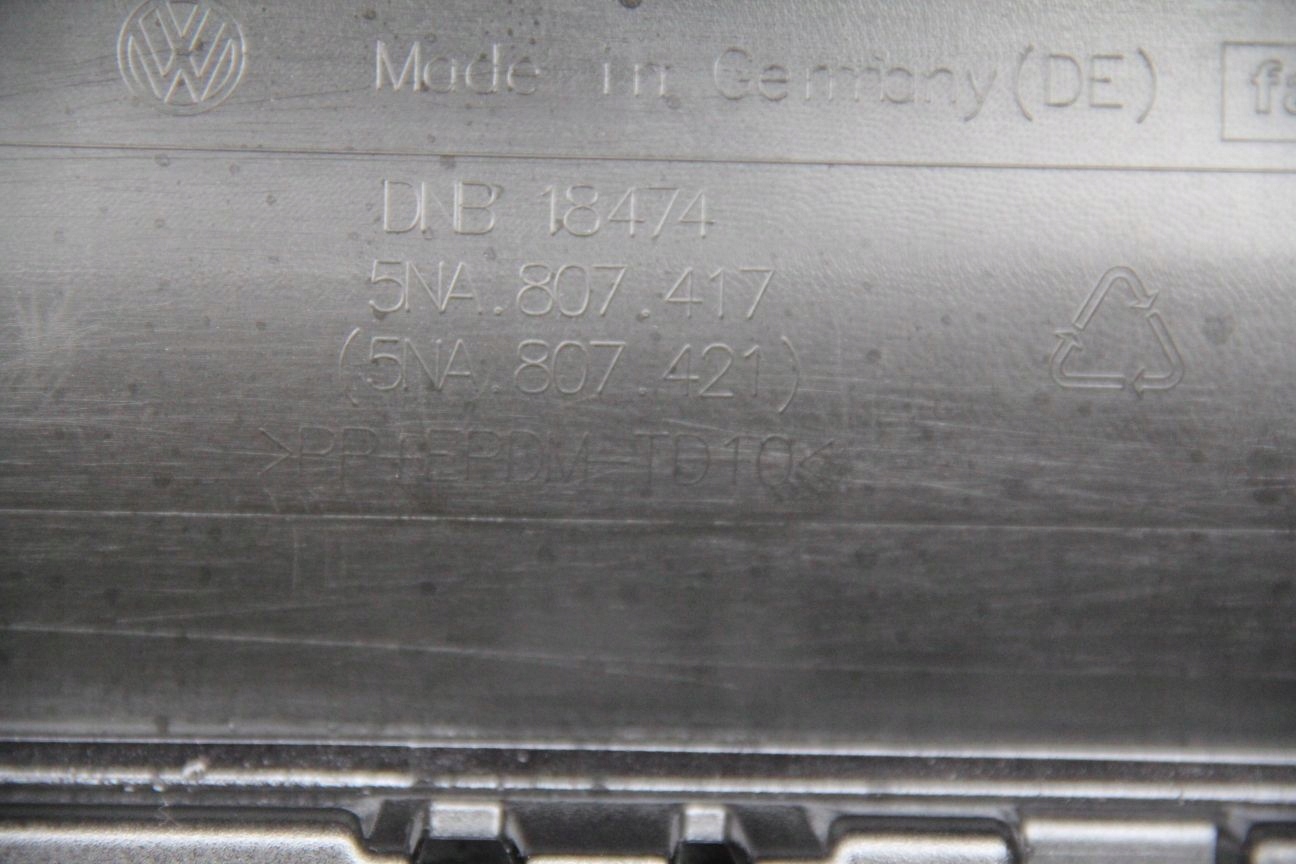 Made in Germany (DE)
DNB 18474
5NA.807.417
(5NA.807.421)
>PP+EPDM-TD10<